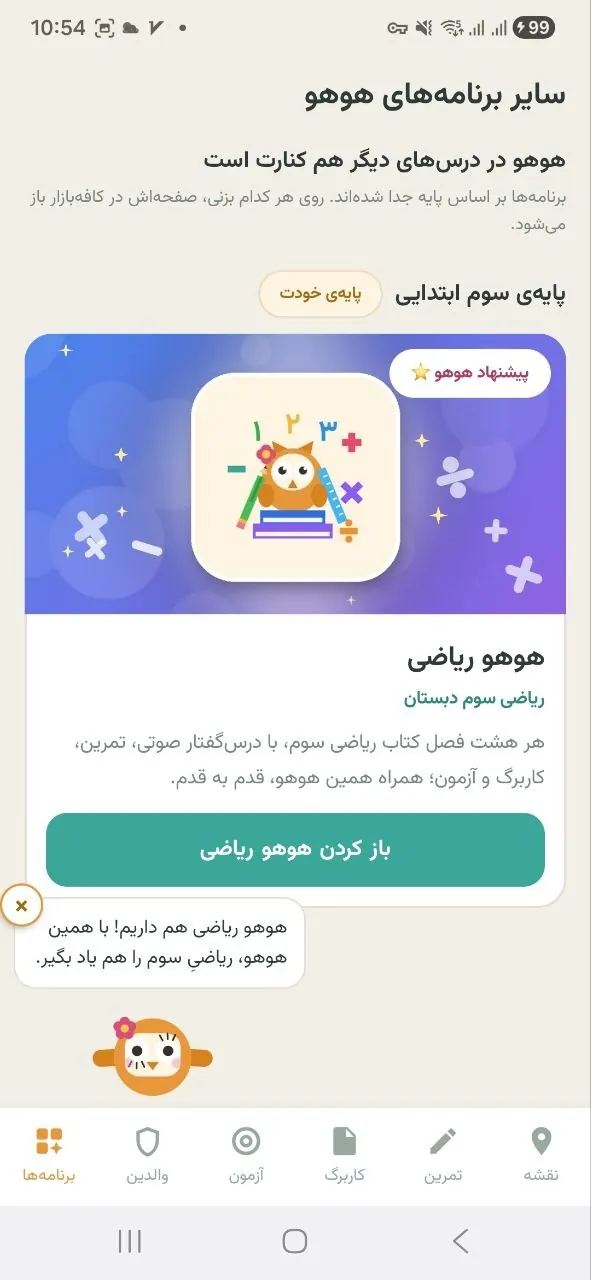 10:54
99
سایر برنامه‌های هوهو
هوهو در درس‌های دیگر هم کنارت است
برنامه‌ها بر اساس پایه جدا شده‌اند. روی هر کدام بزنی، صفحه‌اش در کافه‌بازار باز
می‌شود.
پایه‌ی سوم ابتدایی
پایه‌ی خودت
پیشنهاد هوهو
۱ ۲ ۳
هوهو ریاضی
ریاضی سوم دبستان
هر هشت فصل کتاب ریاضی سوم، با درس‌گفتار صوتی، تمرین،
کاربرگ و آزمون؛ همراه همین هوهو، قدم به قدم.
باز کردن هوهو ریاضی
هوهو ریاضی هم داریم! با همین
هوهو، ریاضیِ سوم را هم یاد بگیر.
نقشه
تمرین
کاربرگ
آزمون
والدین
برنامه‌ها